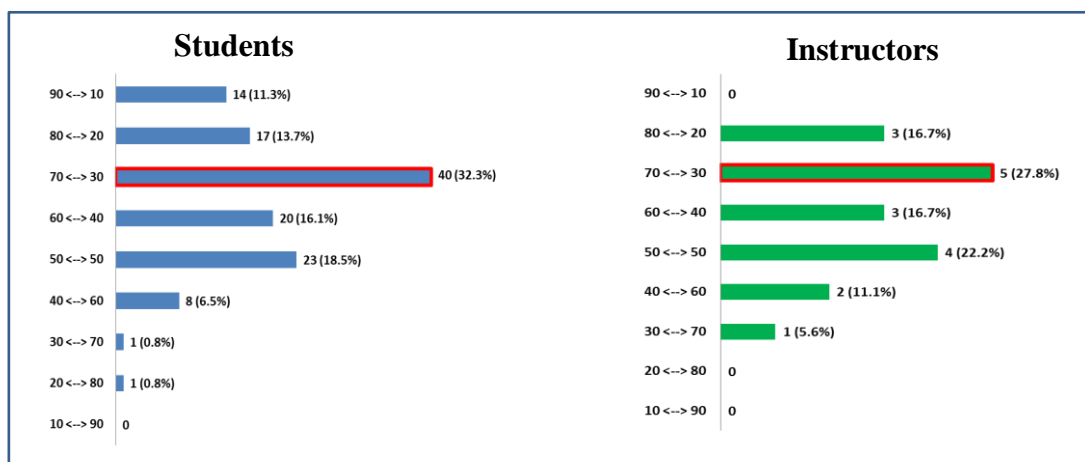 Students
90 <--> 10 14 (11.3%)
80 <--> 20 17 (13.7%)
70 <--> 30 40 (32.3%)
60 <--> 40 20 (16.1%)
50 <--> 50 23 (18.5%)
40 <--> 60 8 (6.5%)
30 <--> 70 1 (0.8%)
20 <--> 80 1 (0.8%)
10 <--> 90 0
Instructors
90 <--> 10 0
80 <--> 20 3 (16.7%)
70 <--> 30 5 (27.8%)
60 <--> 40 3 (16.7%)
50 <--> 50 4 (22.2%)
40 <--> 60 2 (11.1%)
30 <--> 70 1 (5.6%)
20 <--> 80 0
10 <--> 90 0